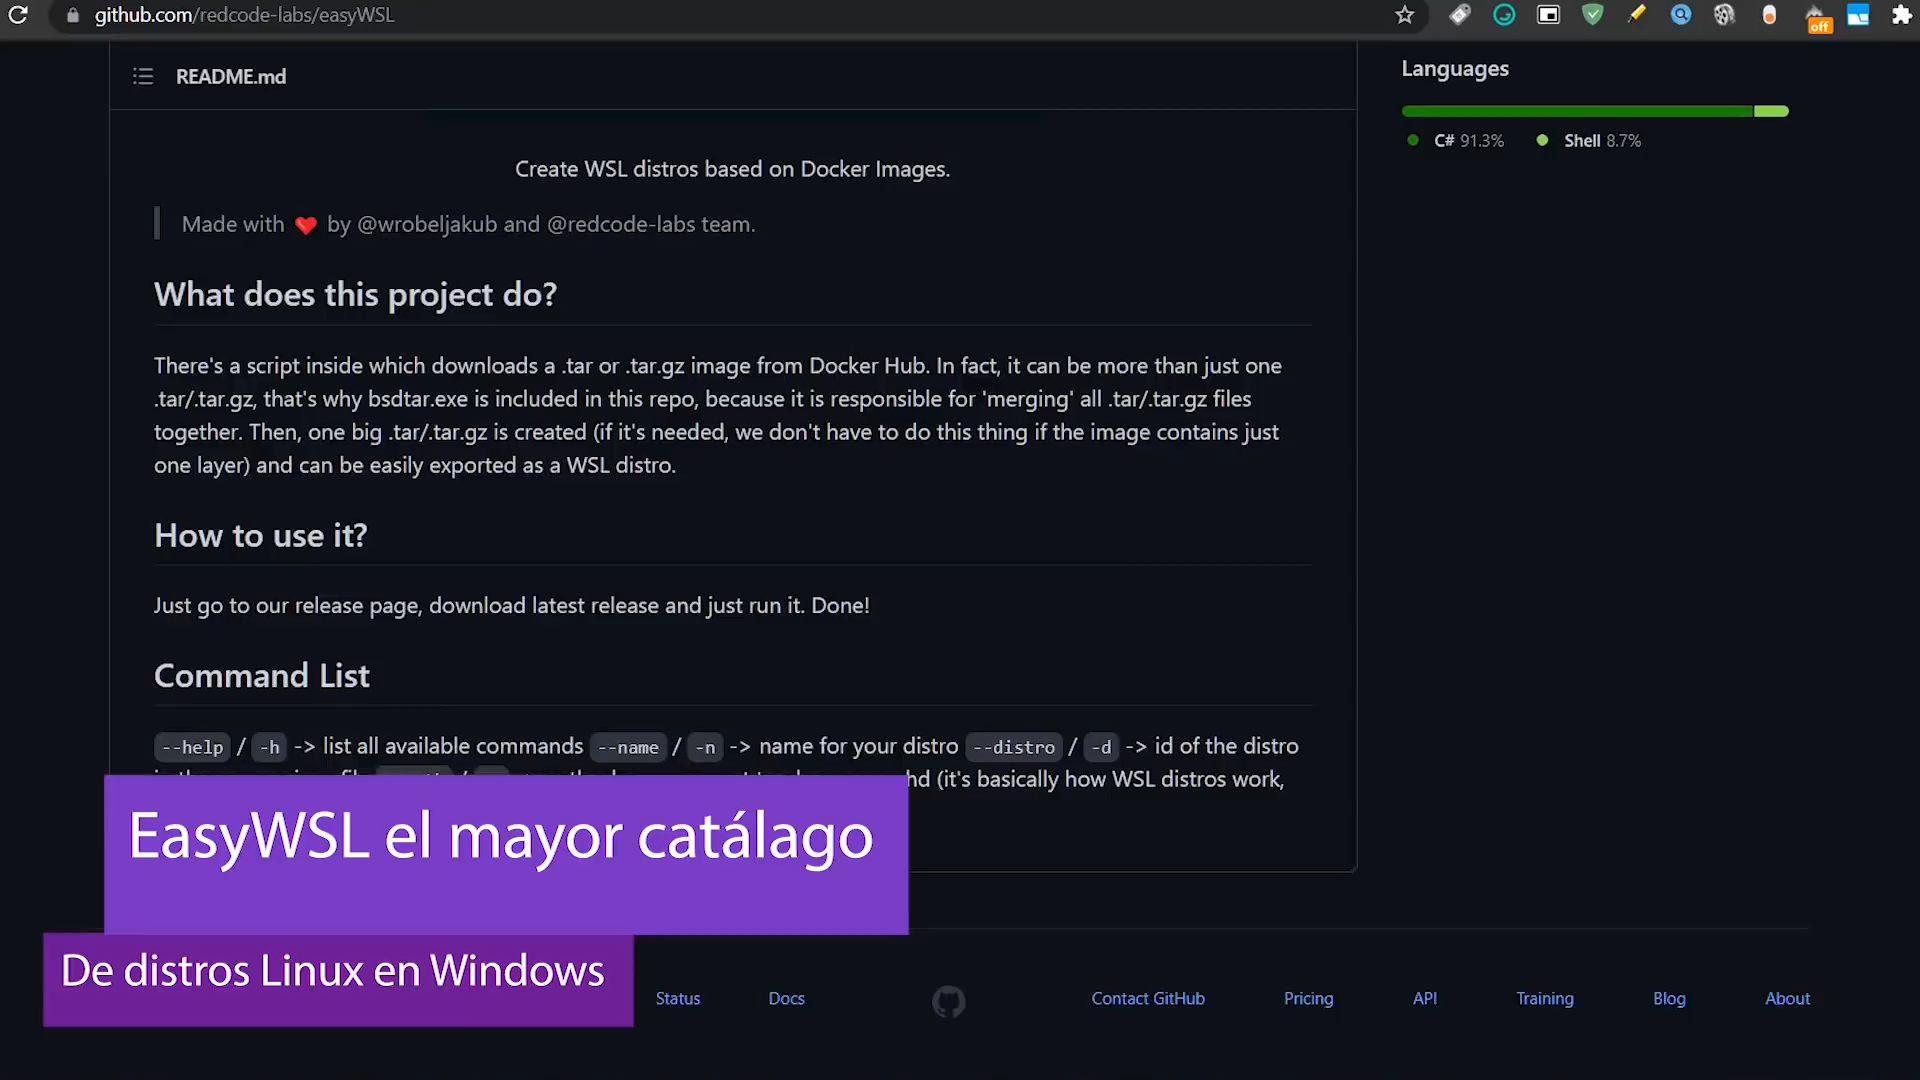 github.com/redcode-labs/easyWSL
off
README.md
Languages
C# 91.3% Shell 8.7%
Create WSL distros based on Docker Images.
Made with ❤️ by @wrobeljakub and @redcode-labs team.
What does this project do?
There's a script inside which downloads a .tar or .tar.gz image from Docker Hub. In fact, it can be more than just one
.tar/.tar.gz, that's why bsdtar.exe is included in this repo, because it is responsible for 'merging' all .tar/.tar.gz files
together. Then, one big .tar/.tar.gz is created (if it's needed, we don't have to do this thing if the image contains just
one layer) and can be easily exported as a WSL distro.
How to use it?
Just go to our release page, download latest release and just run it. Done!
Command List
--help / -h -> list all available commands --name / -n -> name for your distro --distro / -d -> id of the distro
(it's basically how WSL distros work,
EasyWSL el mayor catálago
De distros Linux en Windows
Status Docs Contact GitHub Pricing API Training Blog About